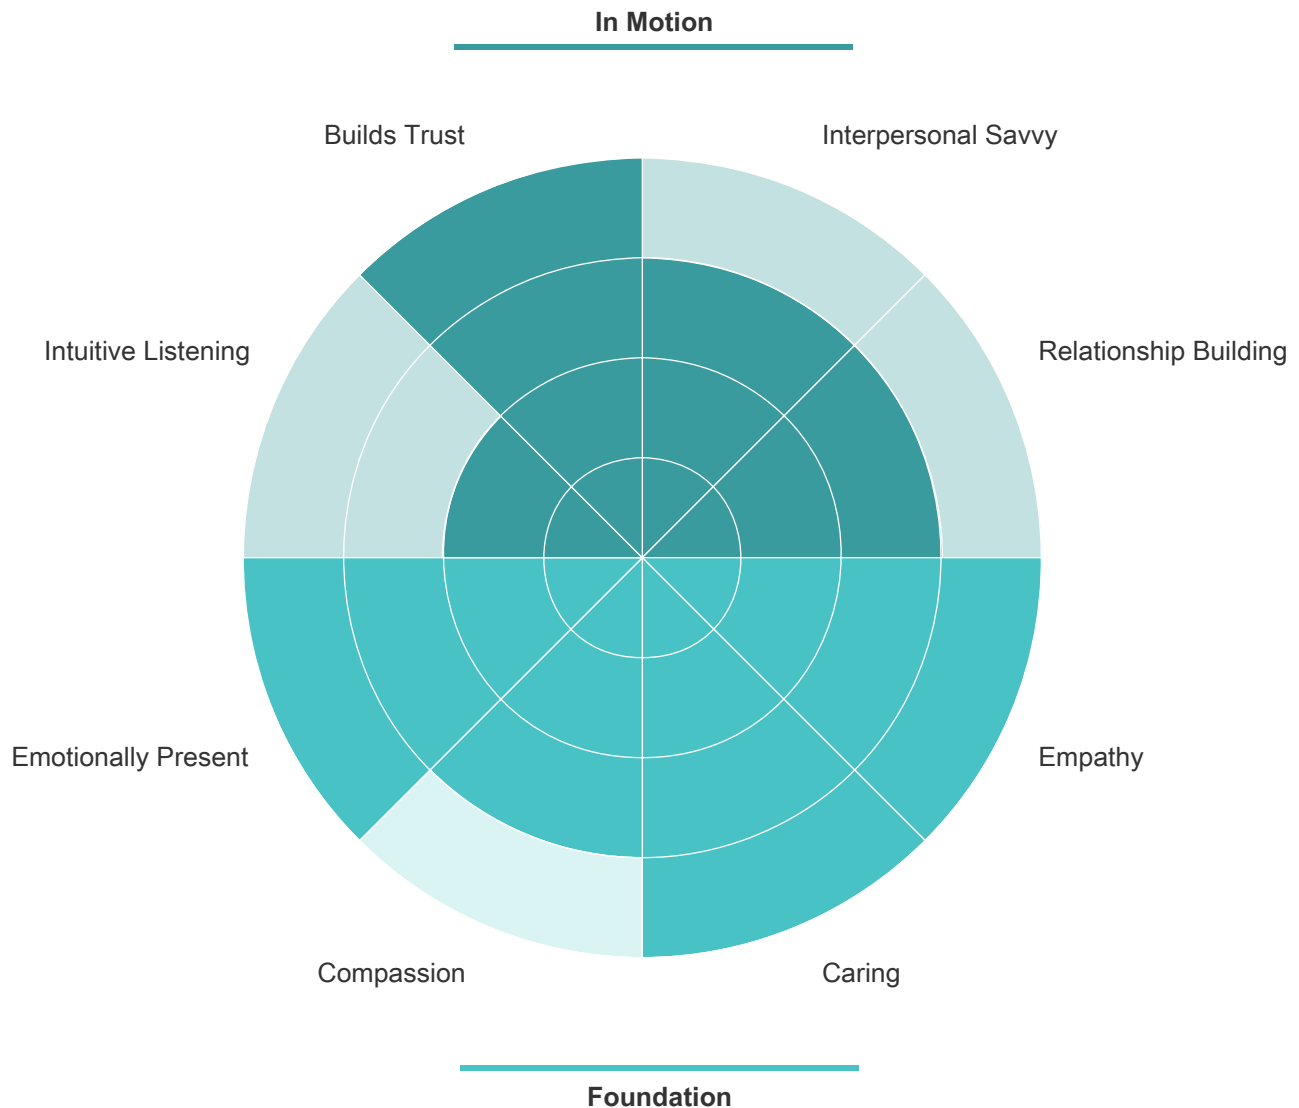 In Motion
Builds Trust
Interpersonal Savvy
Intuitive Listening
Relationship Building
Emotionally Present
Empathy
Compassion
Caring
Foundation